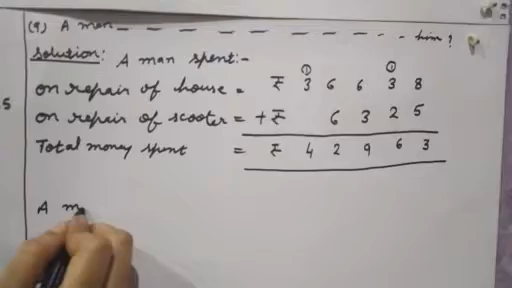 (9) A man - - - - - - - - - - - - - - - him?
Solution: A man spent:-
5
on repair of house = ₹ 3 6 6 3 8
on repair of scooter = + ₹ 6 3 2 5
Total money spent = ₹ 4 2 9 6 3
A m